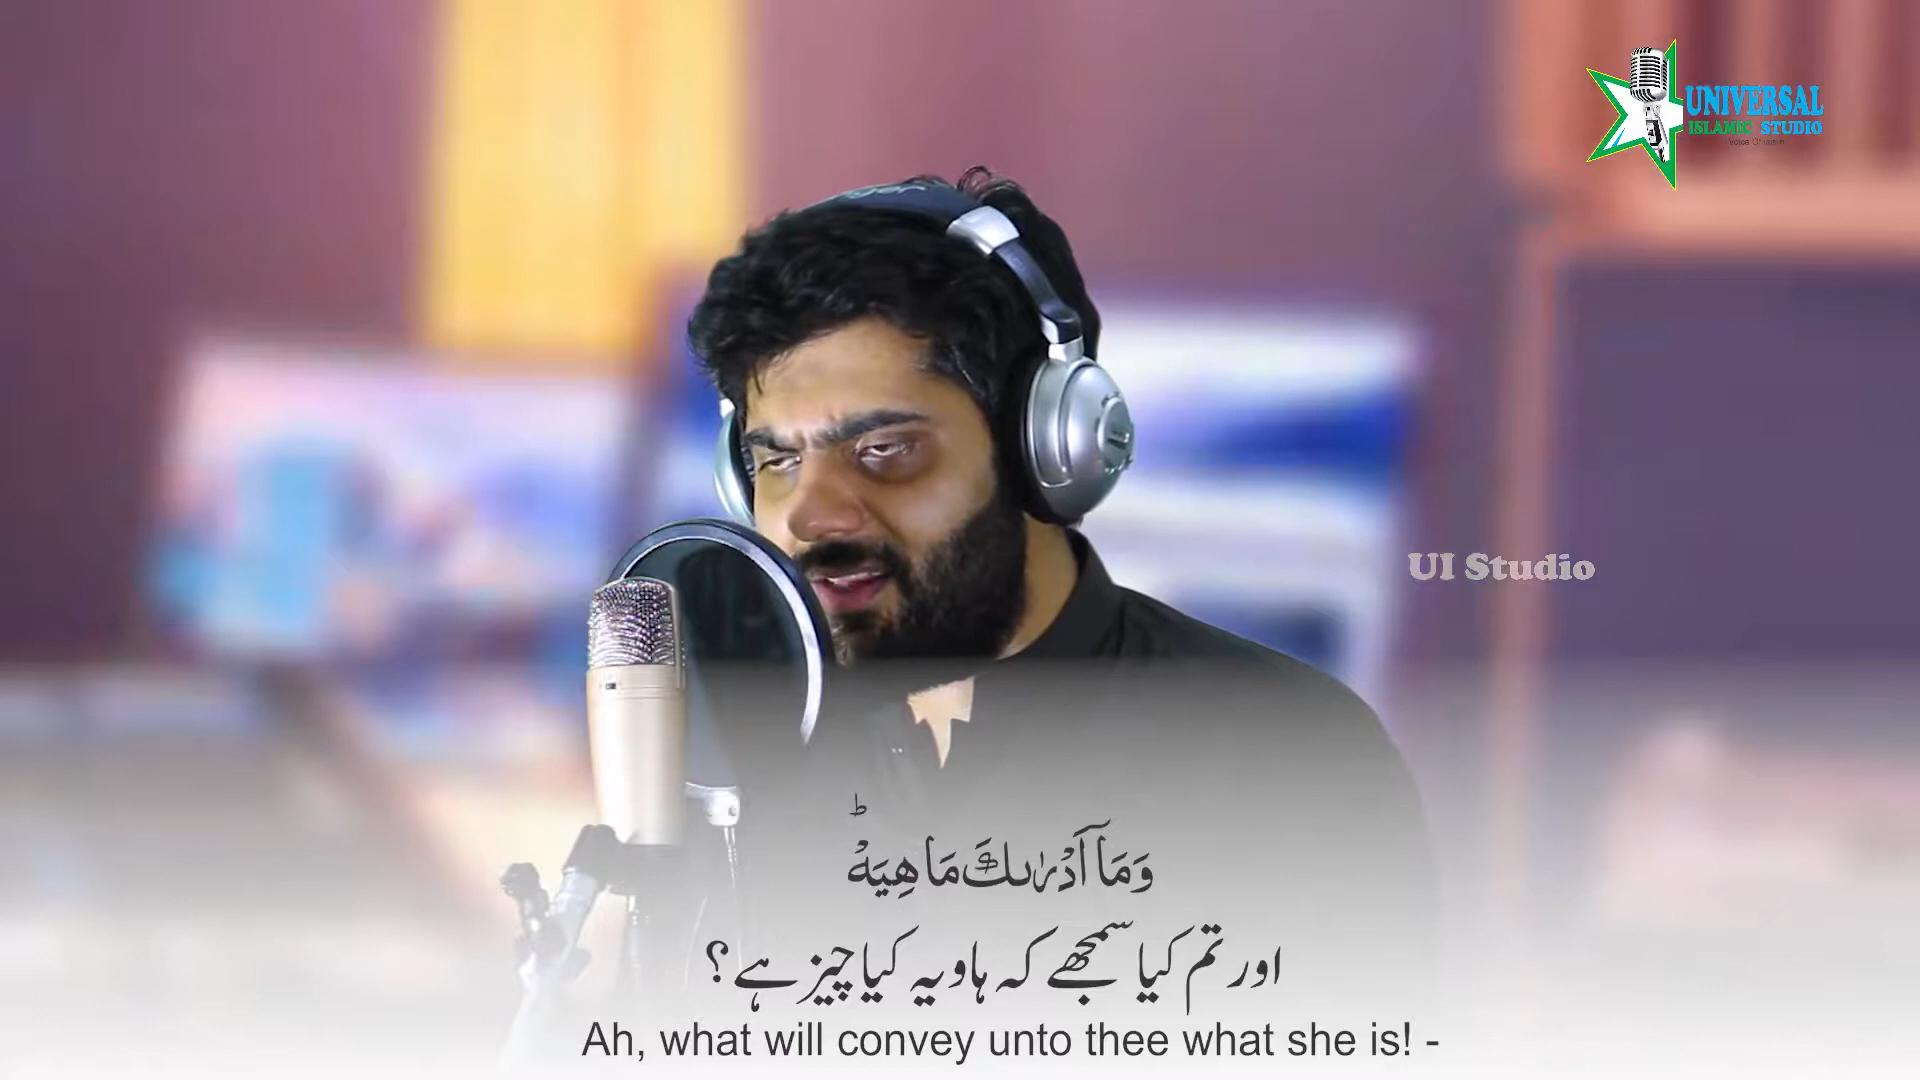 UNIVERSAL
ISLAMIC STUDIO
UI Studio
وَمَآ اَدْرٰىكَ مَا هِيَهْ ؕ
اور تم کیا سمجھے کہ ہاویہ کیا چیز ہے ؟
Ah, what will convey unto thee what she is! -